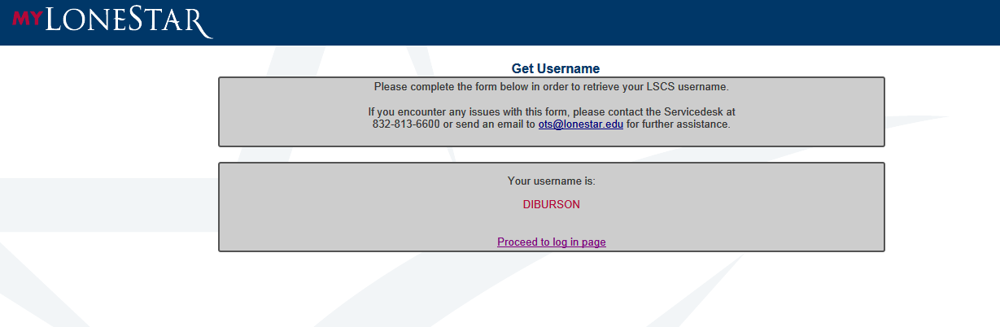 MYLONESTAR
Get Username
Please complete the form below in order to retrieve your LSCS username.
If you encounter any issues with this form, please contact the Servicedesk at
832-813-6600 or send an email to ots@lonestar.edu for further assistance.
Your username is:
DIBURSON
Proceed to log in page